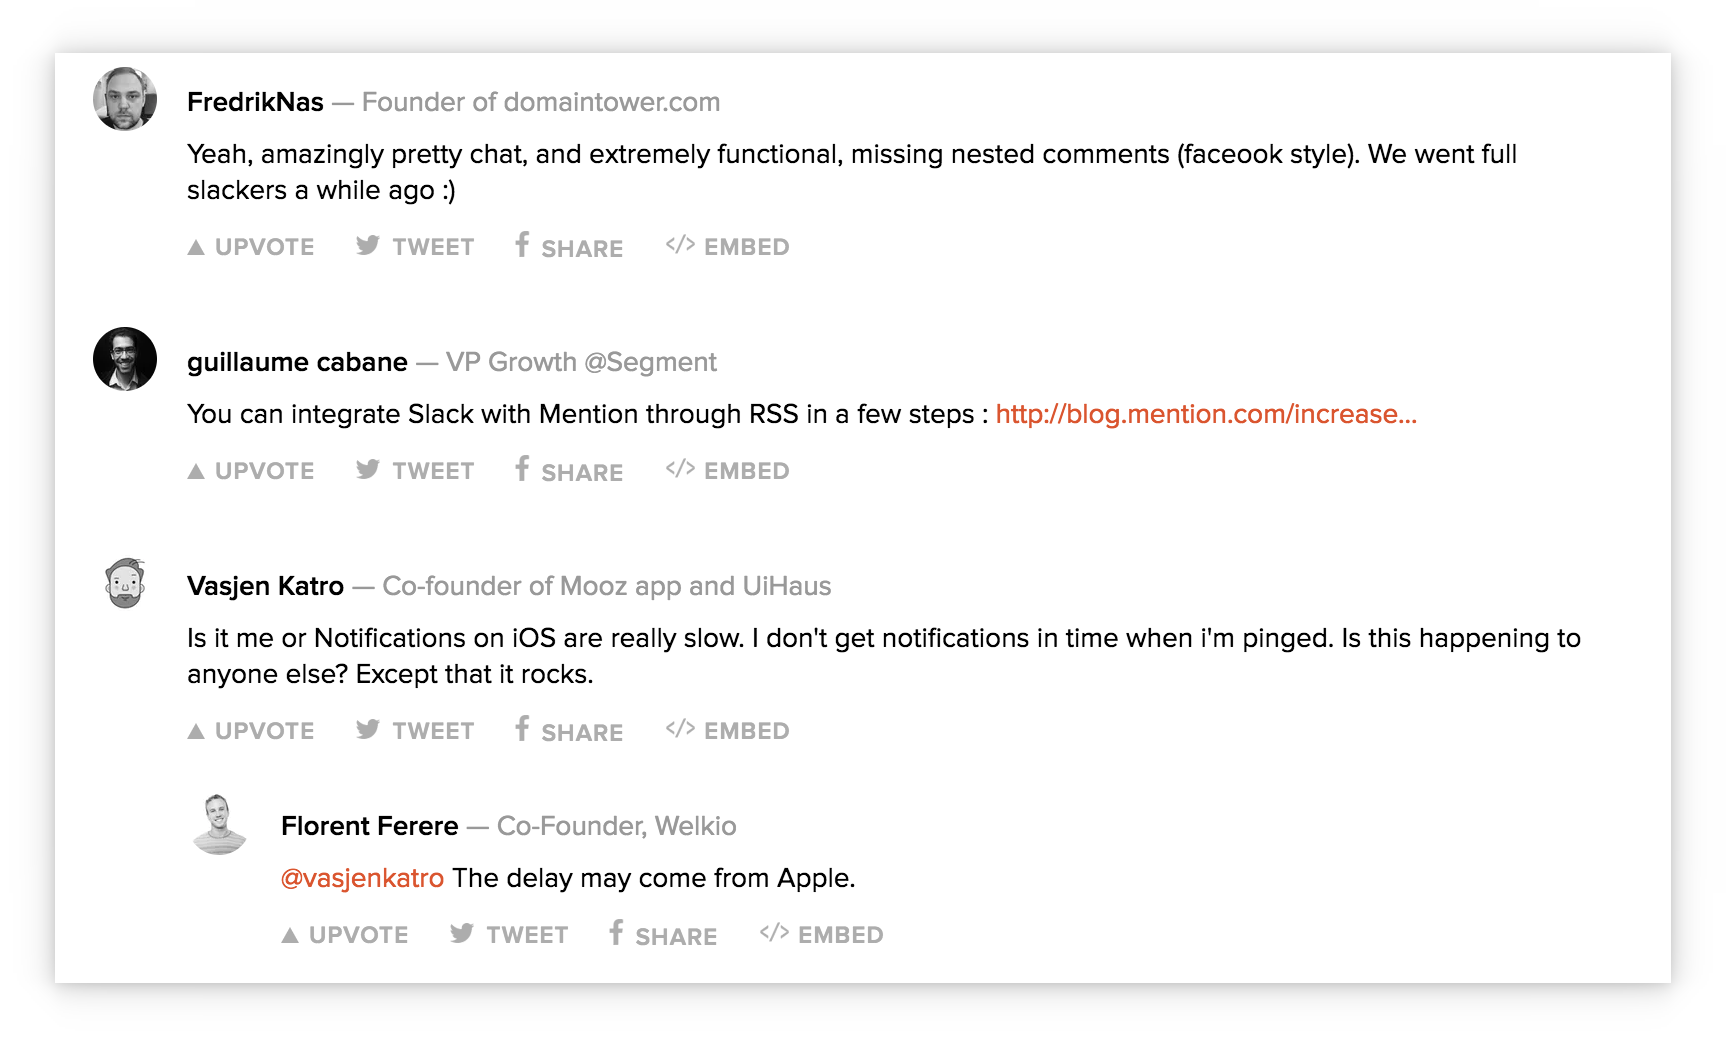 FredrikNas — Founder of domaintower.com
Yeah, amazingly pretty chat, and extremely functional, missing nested comments (faceook style). We went full
slackers a while ago :)
▲ UPVOTE TWEET SHARE </> EMBED
guillaume cabane — VP Growth @Segment
You can integrate Slack with Mention through RSS in a few steps : http://blog.mention.com/increase...
▲ UPVOTE TWEET SHARE </> EMBED
Vasjen Katro — Co-founder of Mooz app and UiHaus
Is it me or Notifications on iOS are really slow. I don't get notifications in time when i'm pinged. Is this happening to
anyone else? Except that it rocks.
▲ UPVOTE TWEET SHARE </> EMBED
Florent Ferere — Co-Founder, Welkio
@vasjenkatro The delay may come from Apple.
▲ UPVOTE TWEET SHARE </> EMBED